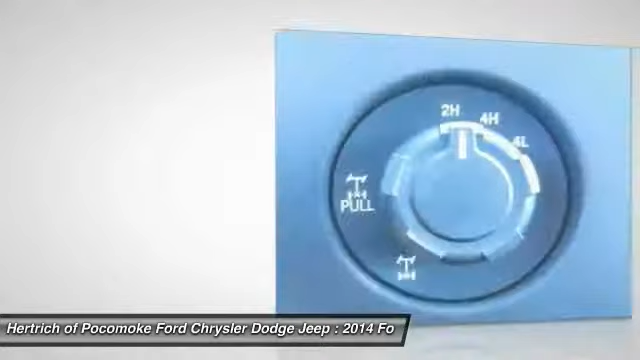 2H
4H
4L
PULL
Hertrich of Pocomoke Ford Chrysler Dodge Jeep : 2014 Fo